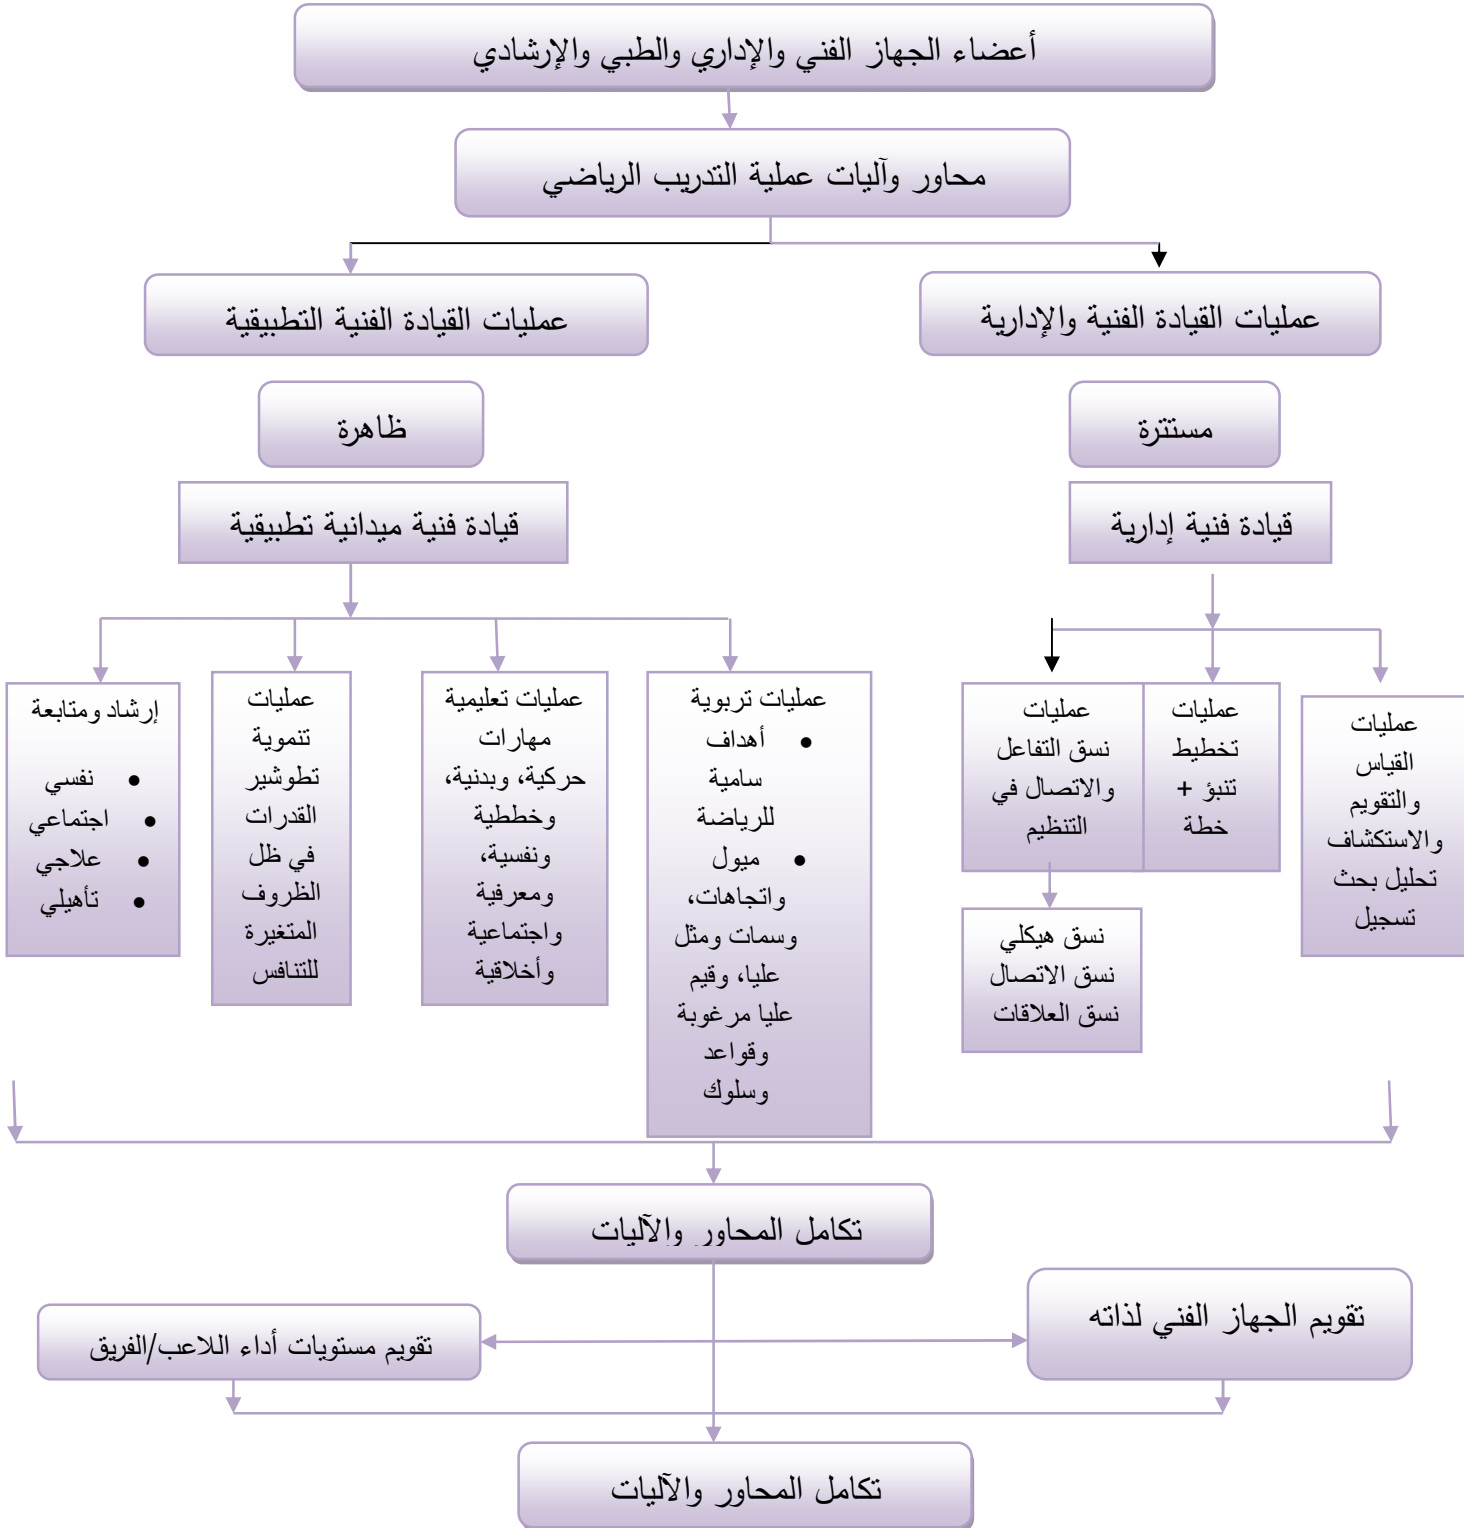 أعضاء الجهاز الفني والإداري والطبي والإرشادي
محاور وآليات عملية التدريب الرياضي
عمليات القيادة الفنية والإدارية
عمليات القيادة الفنية التطبيقية
مستترة
ظاهرة
قيادة فنية إدارية
قيادة فنية ميدانية تطبيقية
عمليات
القياس
والتقويم
والاستكشاف
تحليل بحث
تسجيل
عمليات
تخطيط
تنبؤ +
خطة
عمليات
نسق التفاعل
والاتصال في
التنظيم
نسق هيكلي
نسق الاتصال
نسق العلاقات
عمليات تربوية
• أهداف
سامية
للرياضة
• ميول
واتجاهات،
وسمات ومثل
عليا، وقيم
عليا مرغوبة
وقواعد
وسلوك
عمليات تعليمية
مهارات
حركية، وبدنية،
وخططية
ونفسية،
ومعرفية
واجتماعية
وأخلاقية
عمليات
تنموية
تطوشير
القدرات
في ظل
الظروف
المتغيرة
للتنافس
إرشاد ومتابعة
• نفسي
• اجتماعي
• علاجي
• تأهيلي
تكامل المحاور والآليات
تقويم الجهاز الفني لذاته
تقويم مستويات أداء اللاعب/الفريق
تكامل المحاور والآليات